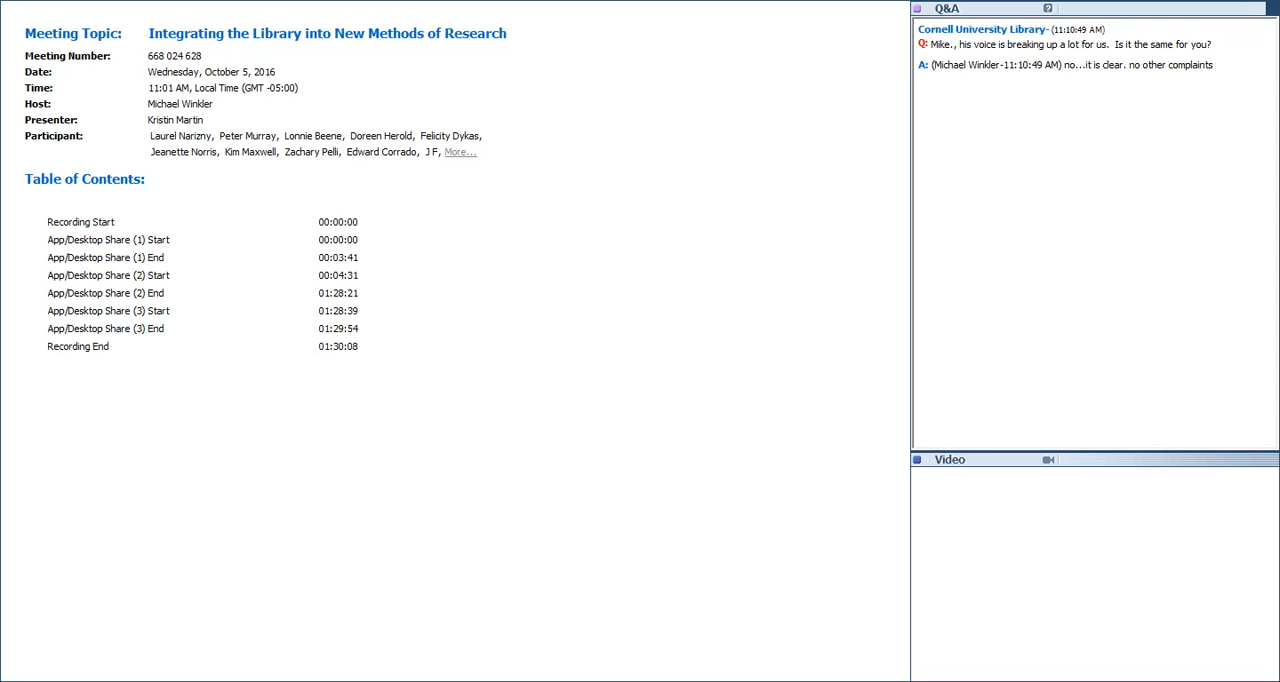 Meeting Topic: Integrating the Library into New Methods of Research
Meeting Number: 668 024 628
Date: Wednesday, October 5, 2016
Time: 11:01 AM, Local Time (GMT -05:00)
Host: Michael Winkler
Presenter: Kristin Martin
Participant: Laurel Narizny, Peter Murray, Lonnie Beene, Doreen Herold, Felicity Dykas,
Jeanette Norris, Kim Maxwell, Zachary Pelli, Edward Corrado, J F, More...
Table of Contents:
Recording Start 00:00:00
App/Desktop Share (1) Start 00:00:00
App/Desktop Share (1) End 00:03:41
App/Desktop Share (2) Start 00:04:31
App/Desktop Share (2) End 01:28:21
App/Desktop Share (3) Start 01:28:39
App/Desktop Share (3) End 01:29:54
Recording End 01:30:08
Q&A ?
Cornell University Library- (11:10:49 AM)
Q: Mike., his voice is breaking up a lot for us. Is it the same for you?
A: (Michael Winkler-11:10:49 AM) no...it is clear. no other complaints
Video